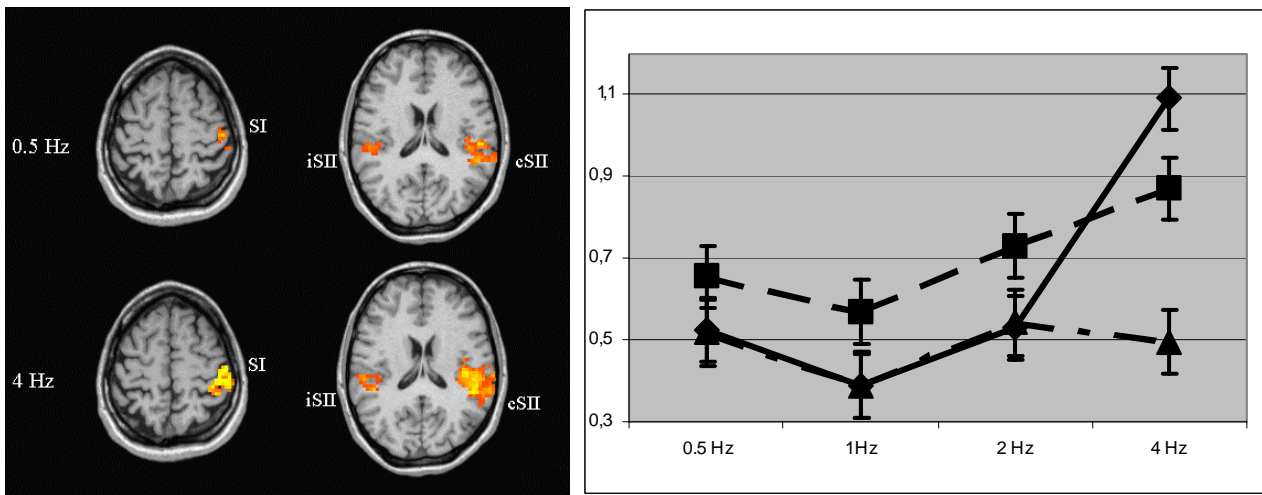 SI
0.5 Hz
iSII
cSII
SI
4 Hz
iSII
cSII
1,1
0,9
0,7
0,5
0,3
0.5 Hz 1Hz 2 Hz 4 Hz